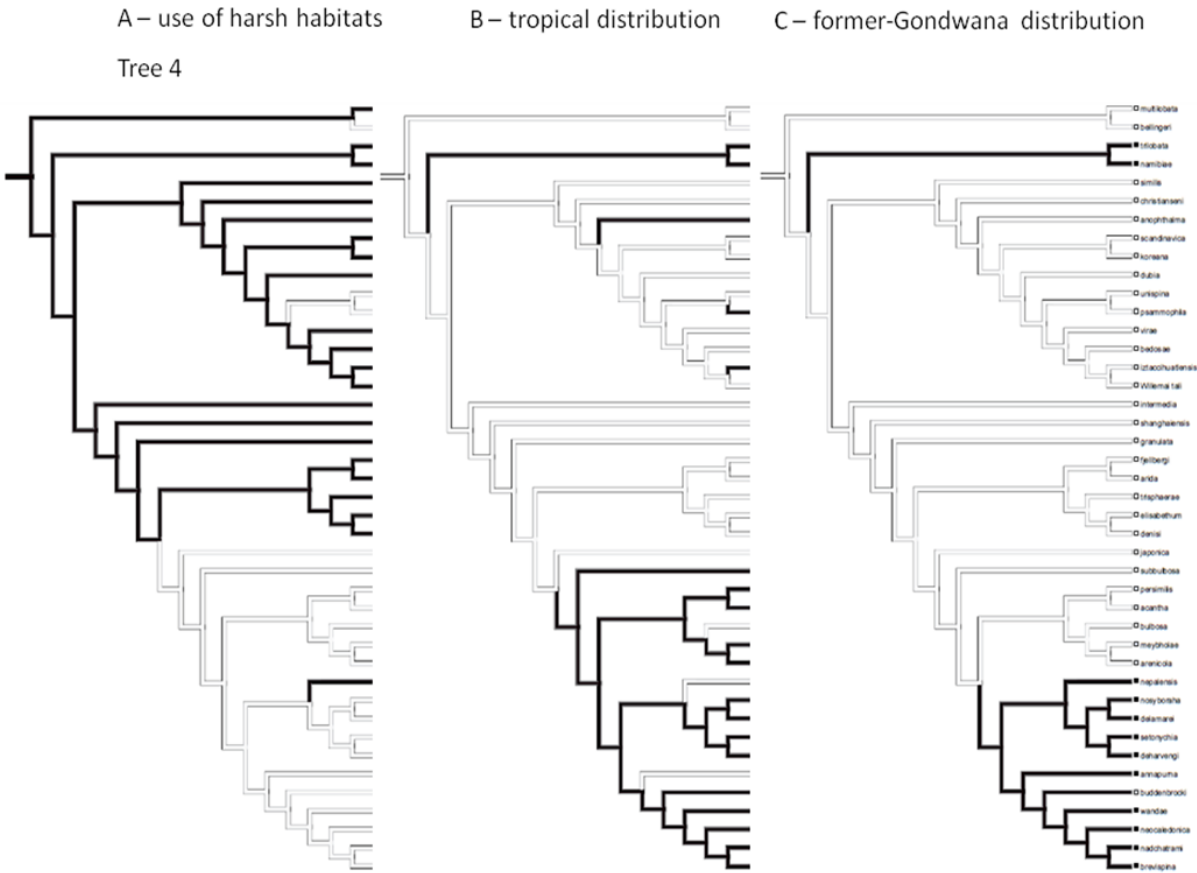 A – use of harsh habitats
B – tropical distribution
C – former-Gondwana distribution
Tree 4
multilobata
bellingeri
trilobata
namibiae
similis
christianseni
anophthalma
scandinavica
koreana
dubia
unispina
psammophila
virae
bedosae
iztaccihuatlensis
Willemsi tali
intermedia
shanghaiensis
granulata
fjellbergi
arida
trisphaerae
elisabethum
denisi
japonica
subbulbosa
persimilis
acantha
bulbosa
meybholae
arenicola
nepalensis
nosyboraha
delamarei
setonychia
deharvengi
annapurna
buddenbrocki
wandae
neocaledonica
nadchatrami
brevispina